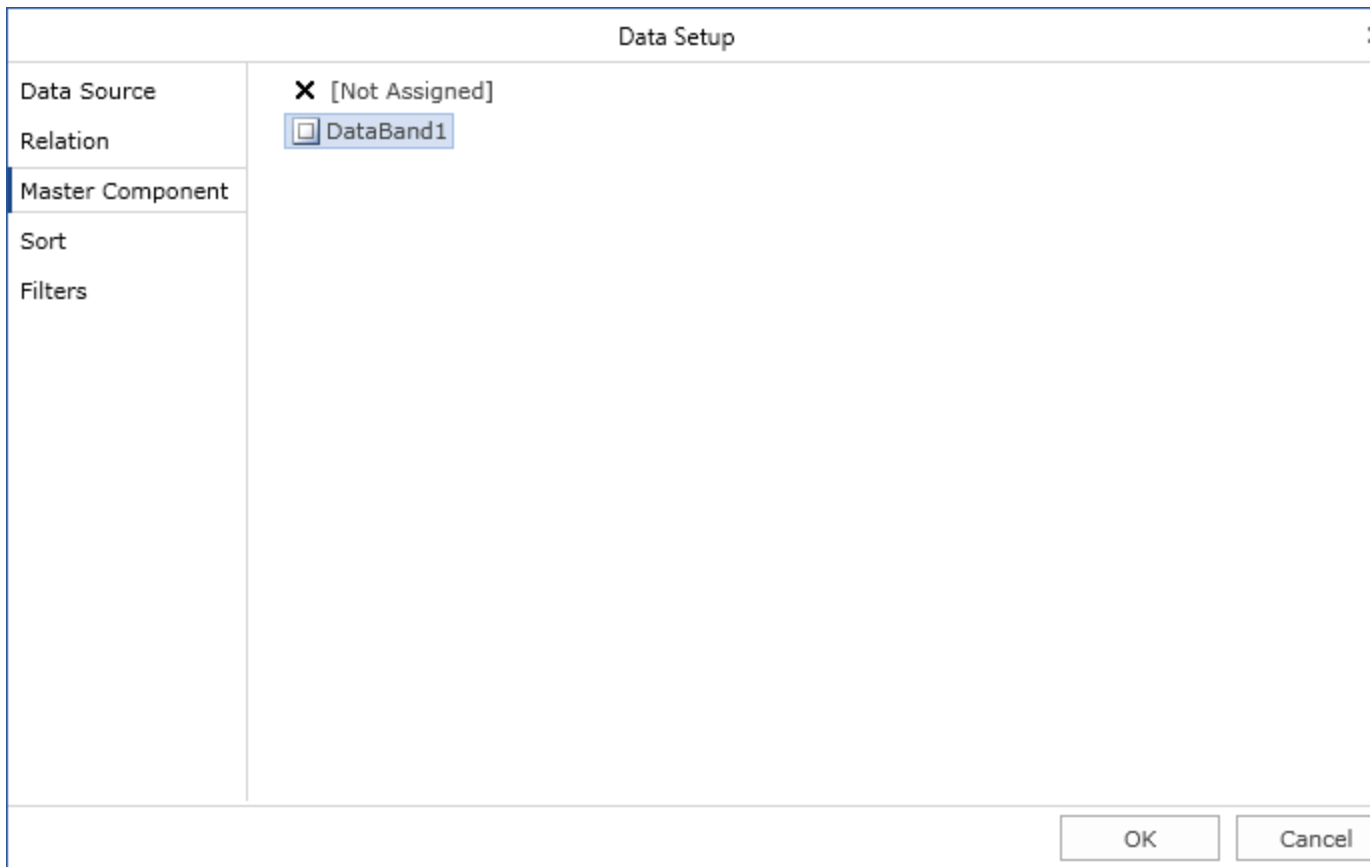 Data Setup
Data Source
Relation
Master Component
Sort
Filters
[Not Assigned]
DataBand1
OK
Cancel